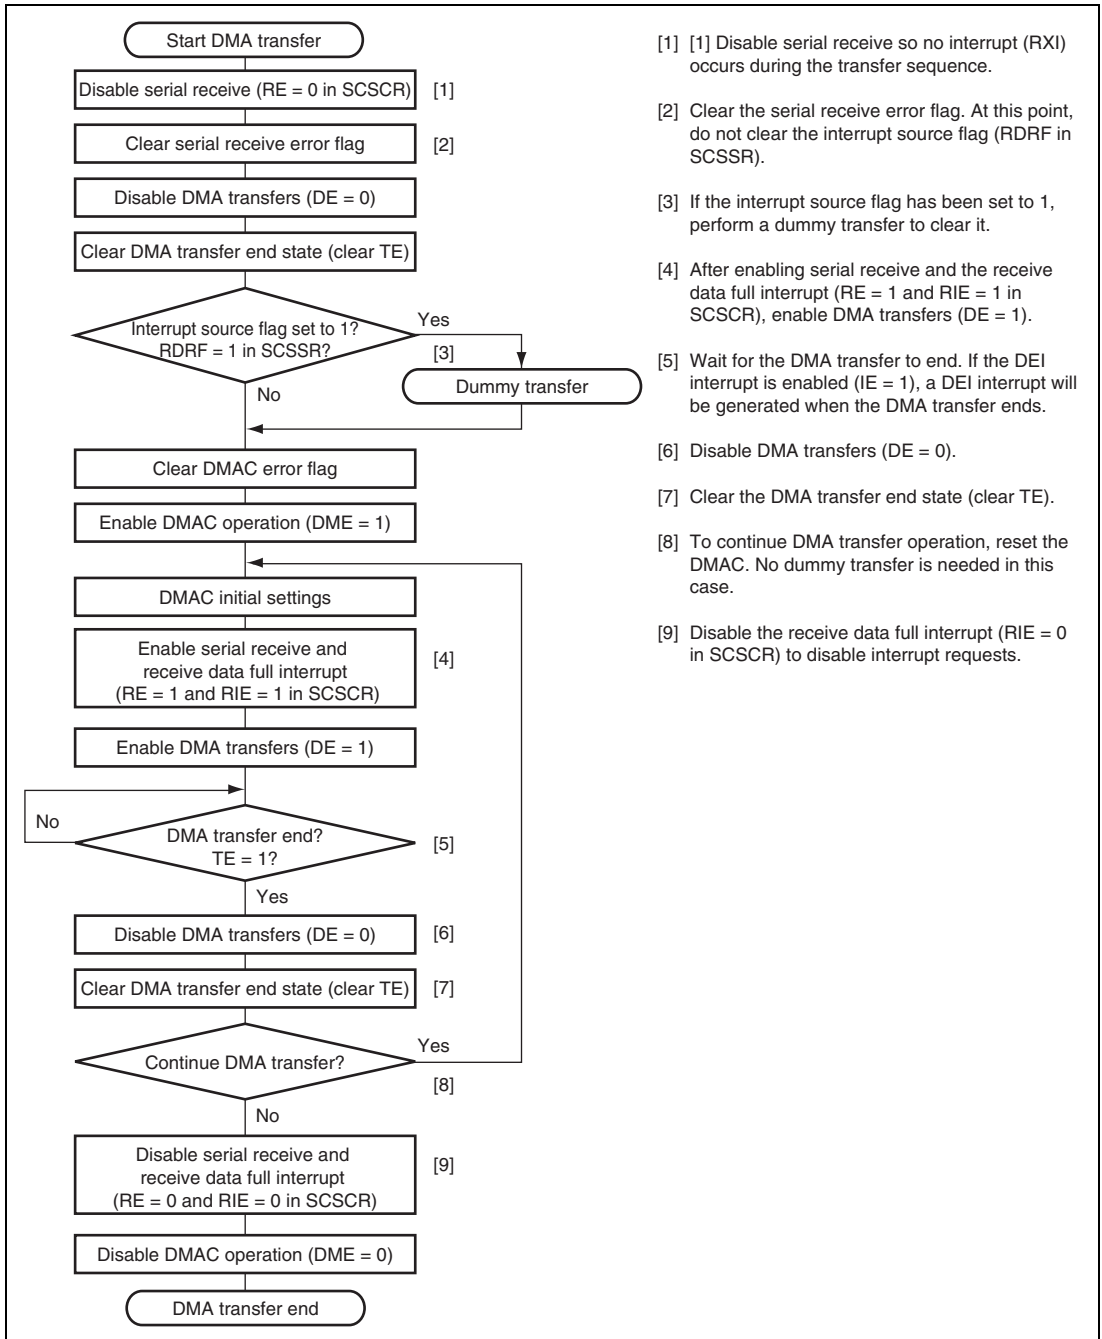 Start DMA transfer
Disable serial receive (RE = 0 in SCSCR) [1]
Clear serial receive error flag [2]
Disable DMA transfers (DE = 0)
Clear DMA transfer end state (clear TE)
Interrupt source flag set to 1?
RDRF = 1 in SCSSR?
Yes
[3]
Dummy transfer
No
Clear DMAC error flag
Enable DMAC operation (DME = 1)
DMAC initial settings
Enable serial receive and
receive data full interrupt [4]
(RE = 1 and RIE = 1 in SCSCR)
Enable DMA transfers (DE = 1)
No
DMA transfer end?
TE = 1?
[5]
Yes
Disable DMA transfers (DE = 0) [6]
Clear DMA transfer end state (clear TE) [7]
Continue DMA transfer?
Yes
[8]
No
Disable serial receive and
receive data full interrupt [9]
(RE = 0 and RIE = 0 in SCSCR)
Disable DMAC operation (DME = 0)
DMA transfer end
[1] [1] Disable serial receive so no interrupt (RXI)
occurs during the transfer sequence.
[2] Clear the serial receive error flag. At this point,
do not clear the interrupt source flag (RDRF in
SCSSR).
[3] If the interrupt source flag has been set to 1,
perform a dummy transfer to clear it.
[4] After enabling serial receive and the receive
data full interrupt (RE = 1 and RIE = 1 in
SCSCR), enable DMA transfers (DE = 1).
[5] Wait for the DMA transfer to end. If the DEI
interrupt is enabled (IE = 1), a DEI interrupt will
be generated when the DMA transfer ends.
[6] Disable DMA transfers (DE = 0).
[7] Clear the DMA transfer end state (clear TE).
[8] To continue DMA transfer operation, reset the
DMAC. No dummy transfer is needed in this
case.
[9] Disable the receive data full interrupt (RIE = 0
in SCSCR) to disable interrupt requests.